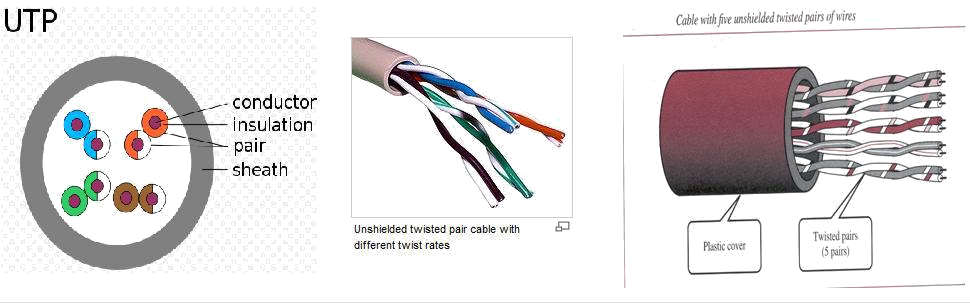 UTP
conductor
insulation
pair
sheath
Unshielded twisted pair cable with
different twist rates
Cable with five unshielded twisted pairs of wires
Plastic cover
Twisted pairs
(5 pairs)